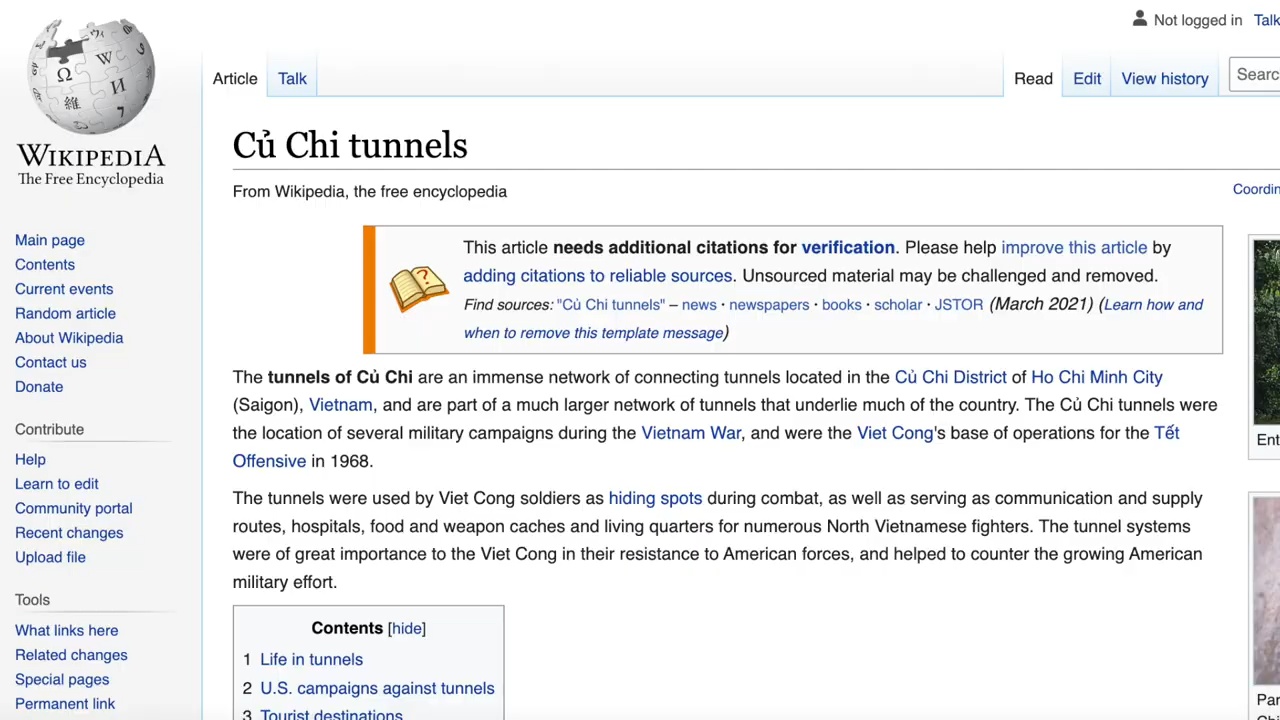 Not logged in Talk
Article Talk Read Edit View history Searc
WIKIPEDIA
The Free Encyclopedia
Củ Chi tunnels
From Wikipedia, the free encyclopedia
Coordin
Main page
Contents
Current events
Random article
About Wikipedia
Contact us
Donate
Contribute
Help
Learn to edit
Community portal
Recent changes
Upload file
Tools
What links here
Related changes
Special pages
Permanent link
This article needs additional citations for verification. Please help improve this article by
adding citations to reliable sources. Unsourced material may be challenged and removed.
Find sources: "Củ Chi tunnels" – news · newspapers · books · scholar · JSTOR (March 2021) (Learn how and
when to remove this template message)
The tunnels of Củ Chi are an immense network of connecting tunnels located in the Củ Chi District of Ho Chi Minh City
(Saigon), Vietnam, and are part of a much larger network of tunnels that underlie much of the country. The Củ Chi tunnels were
the location of several military campaigns during the Vietnam War, and were the Viet Cong's base of operations for the Tết
Offensive in 1968.
The tunnels were used by Viet Cong soldiers as hiding spots during combat, as well as serving as communication and supply
routes, hospitals, food and weapon caches and living quarters for numerous North Vietnamese fighters. The tunnel systems
were of great importance to the Viet Cong in their resistance to American forces, and helped to counter the growing American
military effort.
Contents [hide]
1 Life in tunnels
2 U.S. campaigns against tunnels
3 Tourist destinations
Ent
Par